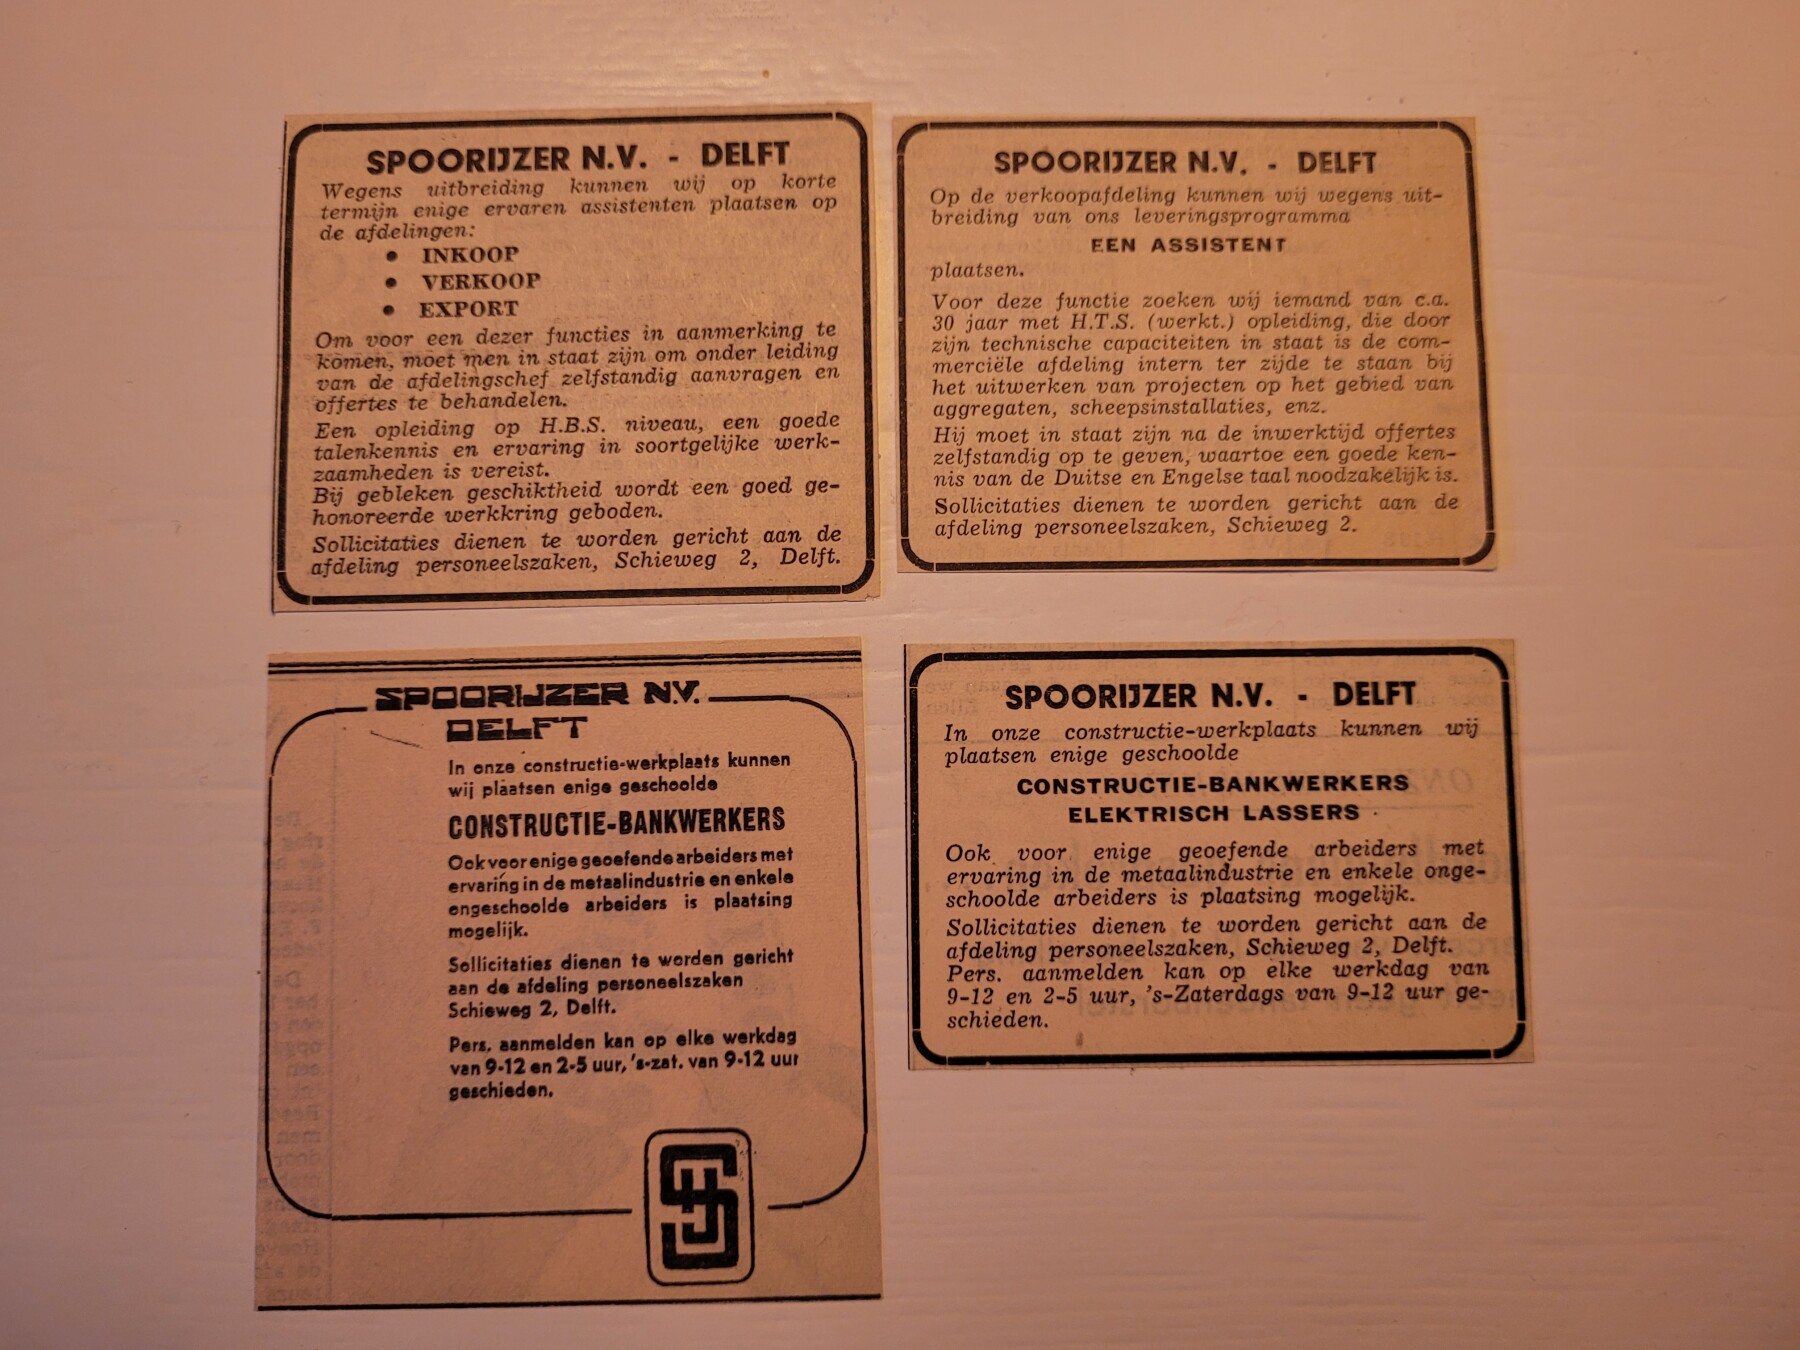 SPOORIJZER N.V. - DELFT
Wegens uitbreiding kunnen wij op korte
termijn enige ervaren assistenten plaatsen op
de afdelingen:
• INKOOP
• VERKOOP
• EXPORT
Om voor een dezer functies in aanmerking te
komen, moet men in staat zijn om onder leiding
van de afdelingschef zelfstandig aanvragen en
offertes te behandelen.
Een opleiding op H.B.S. niveau, een goede
talenkennis en ervaring in soortgelijke werk-
zaamheden is vereist.
Bij gebleken geschiktheid wordt een goed ge-
honoreerde werkkring geboden.
Sollicitaties dienen te worden gericht aan de
afdeling personeelszaken, Schieweg 2, Delft.
SPOORIJZER N.V. - DELFT
Op de verkoopafdeling kunnen wij wegens uit-
breiding van ons leveringsprogramma
EEN ASSISTENT
plaatsen.
Voor deze functie zoeken wij iemand van c.a.
30 jaar met H.T.S. (werkt.) opleiding, die door
zijn technische capaciteiten in staat is de com-
merciële afdeling intern ter zijde te staan bij
het uitwerken van projecten op het gebied van
aggregaten, scheepsinstallaties, enz.
Hij moet in staat zijn na de inwerktijd offertes
zelfstandig op te geven, waartoe een goede ken-
nis van de Duitse en Engelse taal noodzakelijk is.
Sollicitaties dienen te worden gericht aan de
afdeling personeelszaken, Schieweg 2.
SPOORIJZER N.V.
DELFT
In onze constructie-werkplaats kunnen
wij plaatsen enige geschoolde
CONSTRUCTIE-BANKWERKERS
Ook voor enige geoefende arbeiders met
ervaring in de metaalindustrie en enkele
ongeschoolde arbeiders is plaatsing
mogelijk.
Sollicitaties dienen te worden gericht
aan de afdeling personeelszaken
Schieweg 2, Delft.
Pers. aanmelden kan op elke werkdag
van 9-12 en 2-5 uur, 's-zat. van 9-12 uur
geschieden.
SPOORIJZER N.V. - DELFT
In onze constructie-werkplaats kunnen wij
plaatsen enige geschoolde
CONSTRUCTIE-BANKWERKERS
ELEKTRISCH LASSERS
Ook voor enige geoefende arbeiders met
ervaring in de metaalindustrie en enkele onge-
schoolde arbeiders is plaatsing mogelijk.
Sollicitaties dienen te worden gericht aan de
afdeling personeelszaken, Schieweg 2, Delft.
Pers. aanmelden kan op elke werkdag van
9-12 en 2-5 uur, 's-Zaterdags van 9-12 uur ge-
schieden.